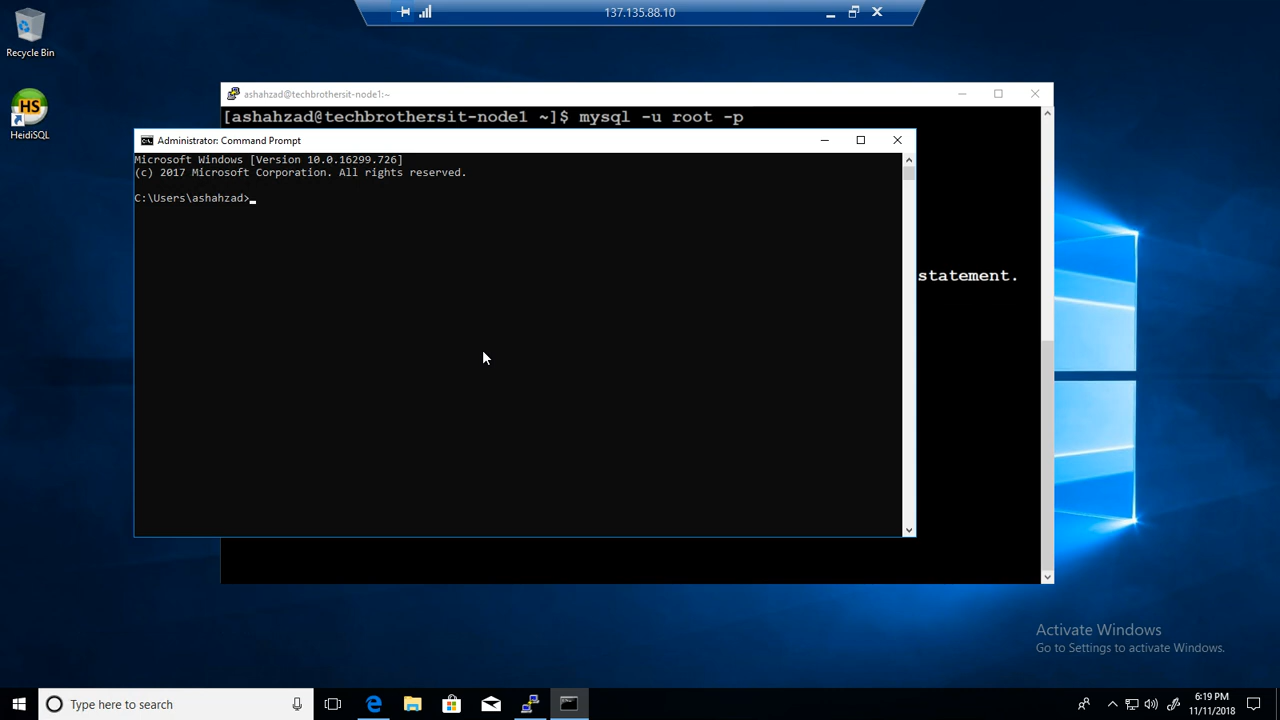 137.135.88.10
Recycle Bin
HS
HeidiSQL
ashahzad@techbrothersit-node1:~
[ashahzad@techbrothersit-node1 ~]$ mysql -u root -p
Administrator: Command Prompt
Microsoft Windows [Version 10.0.16299.726]
(c) 2017 Microsoft Corporation. All rights reserved.
C:\Users\ashahzad>
statement.
Activate Windows
Go to Settings to activate Windows.
Type here to search
6:19 PM
11/11/2018